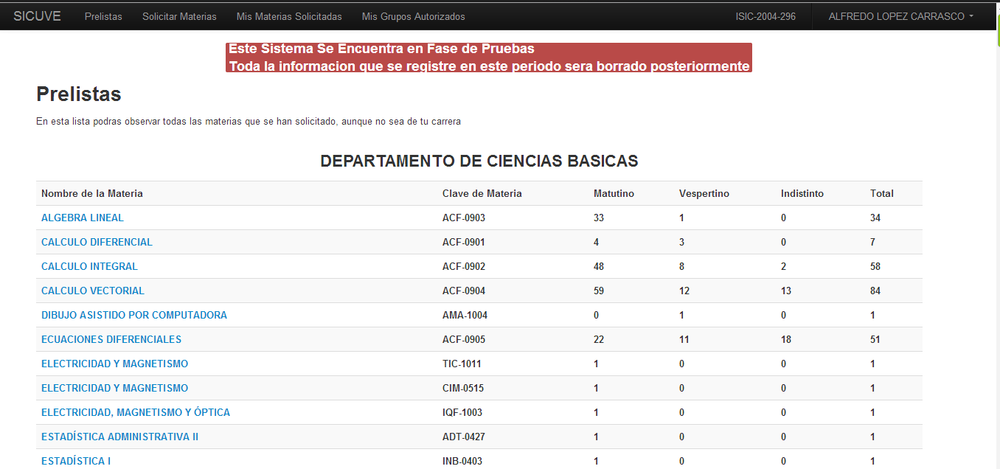 SICUVE Prelistas Solicitar Materias Mis Materias Solicitadas Mis Grupos Autorizados ISIC-2004-296 ALFREDO LOPEZ CARRASCO
Este Sistema Se Encuentra en Fase de Pruebas
Toda la informacion que se registre en este periodo sera borrado posteriormente
Prelistas
En esta lista podras observar todas las materias que se han solicitado, aunque no sea de tu carrera
DEPARTAMENTO DE CIENCIAS BASICAS
Nombre de la Materia Clave de Materia Matutino Vespertino Indistinto Total
ALGEBRA LINEAL ACF-0903 33 1 0 34
CALCULO DIFERENCIAL ACF-0901 4 3 0 7
CALCULO INTEGRAL ACF-0902 48 8 2 58
CALCULO VECTORIAL ACF-0904 59 12 13 84
DIBUJO ASISTIDO POR COMPUTADORA AMA-1004 0 1 0 1
ECUACIONES DIFERENCIALES ACF-0905 22 11 18 51
ELECTRICIDAD Y MAGNETISMO TIC-1011 1 0 0 1
ELECTRICIDAD Y MAGNETISMO CIM-0515 1 0 0 1
ELECTRICIDAD, MAGNETISMO Y ÓPTICA IQF-1003 1 0 0 1
ESTADÍSTICA ADMINISTRATIVA II ADT-0427 1 0 0 1
ESTADÍSTICA I INB-0403 1 0 0 1